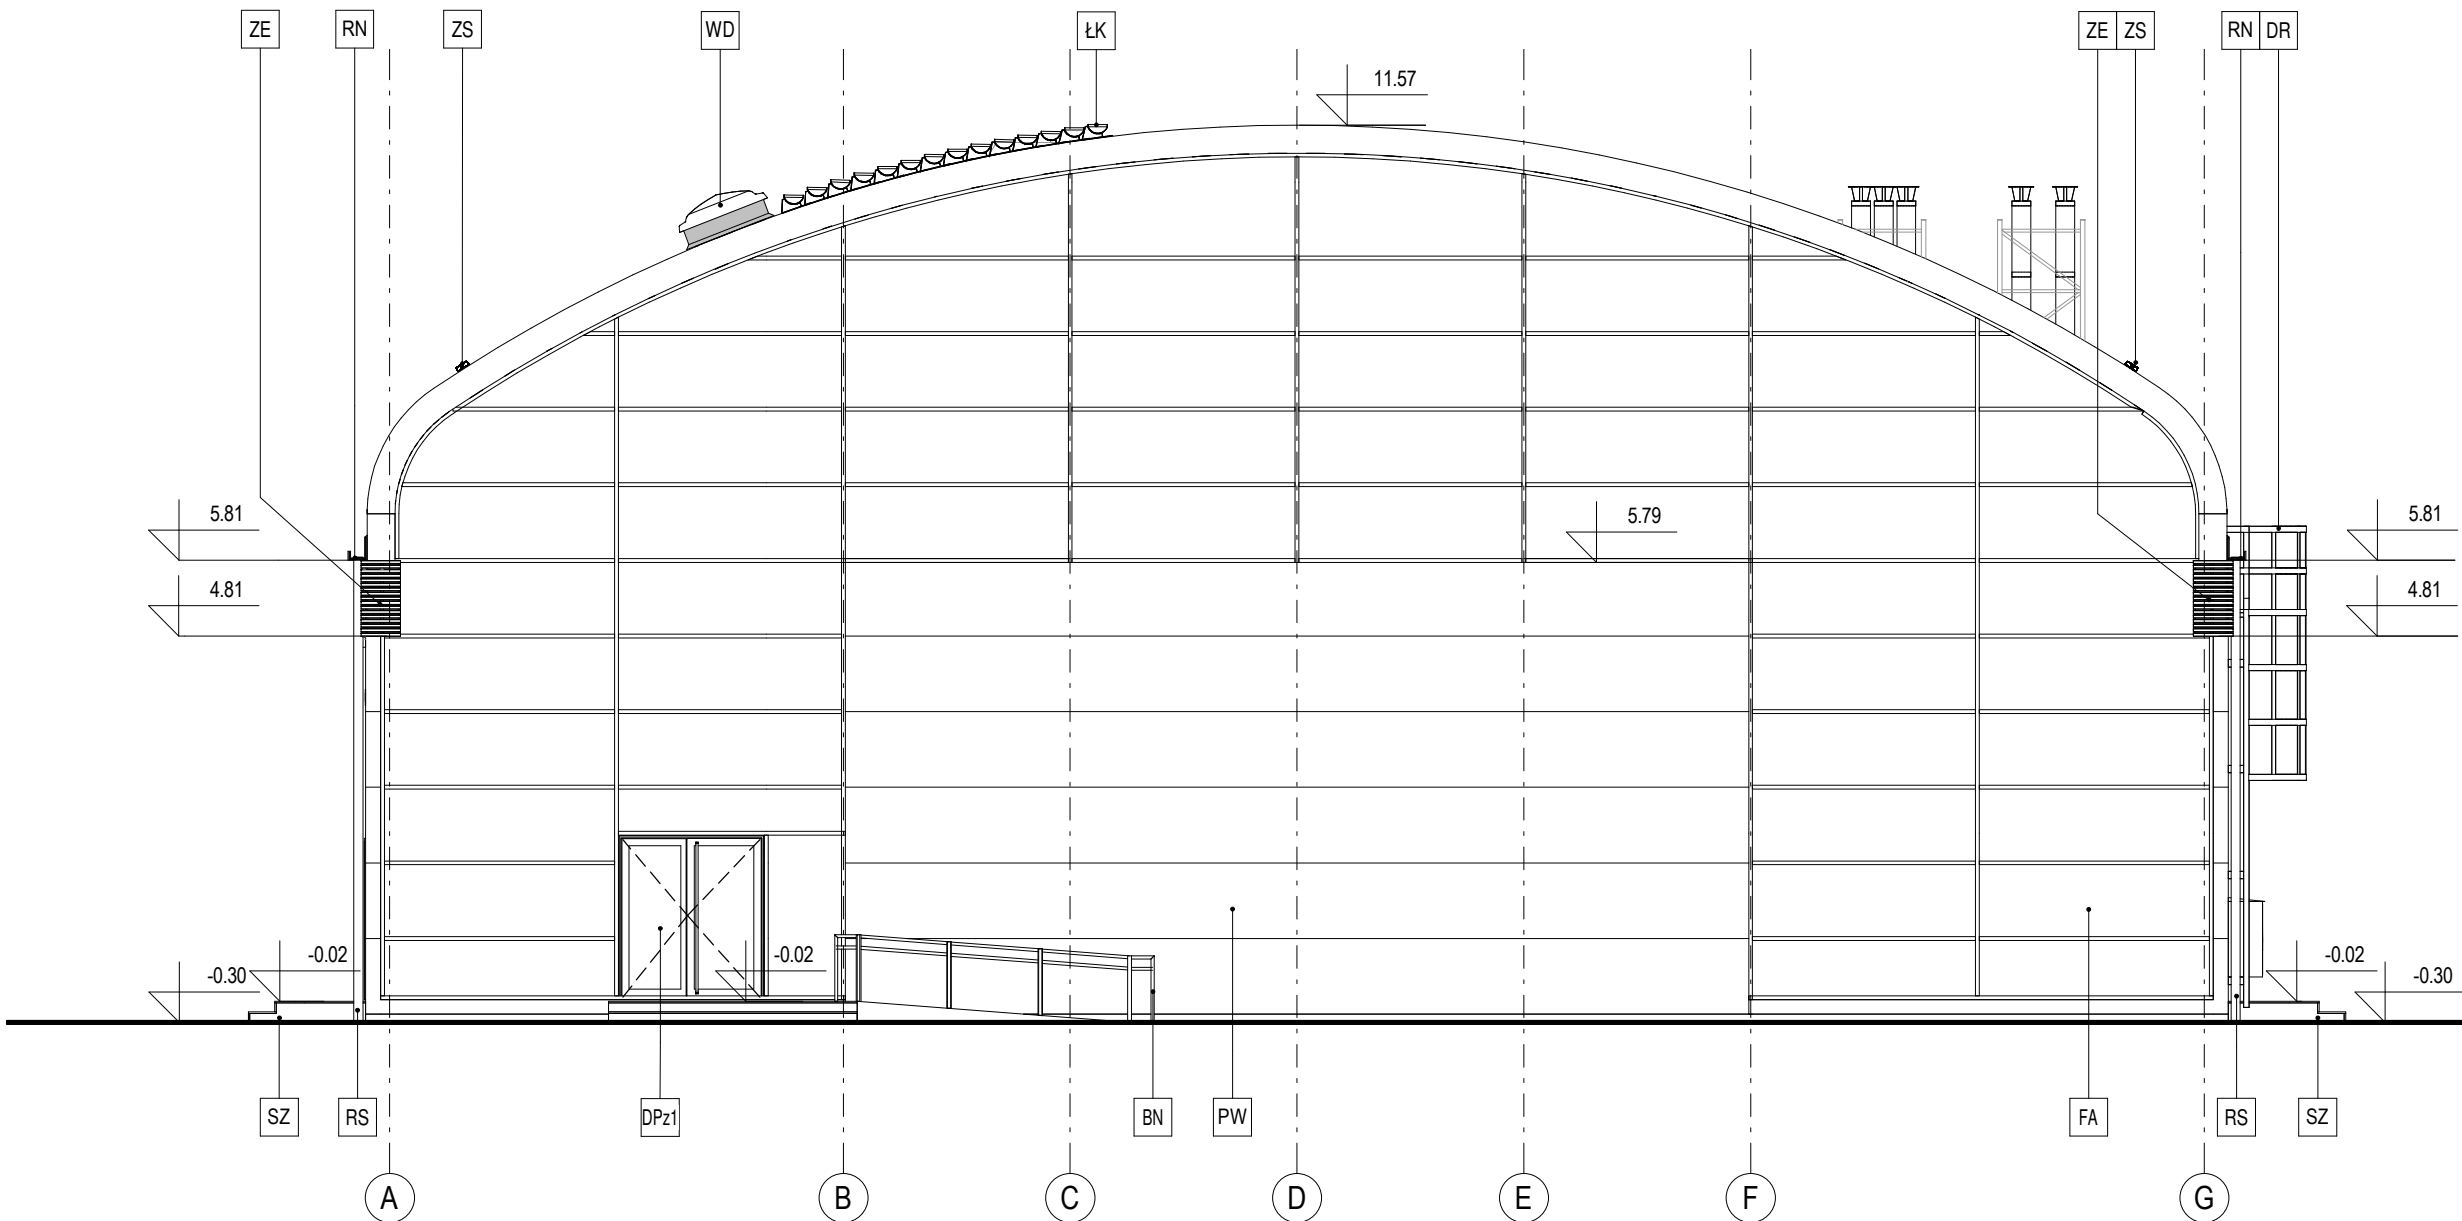 ZE RN ZS WD ŁK ZE ZS RN DR
11.57
5.81 5.79 5.81
4.81 4.81
-0.02 -0.02 -0.02
-0.30 -0.30
SZ RS DPz1 BN PW FA RS SZ
A B C D E F G